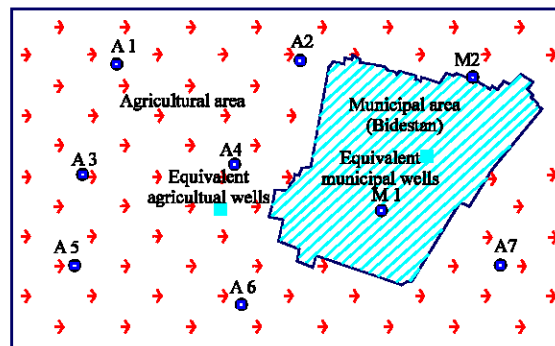 A 1
A2
M2
Agricultural area
Municipal area
(Bidestan)
A3
A4
Equivalent
agricultual wells
Equivalent
municipal wells
M 1
A 5
A 6
A7